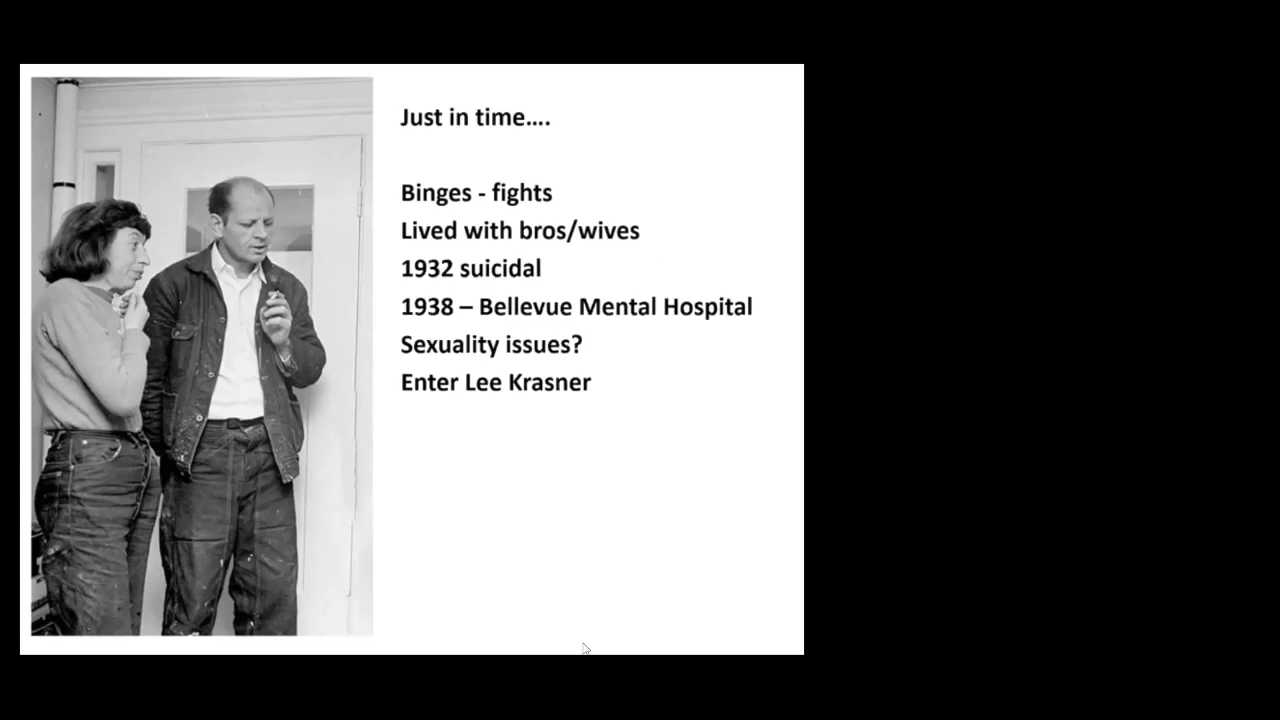 Just in time....
Binges - fights
Lived with bros/wives
1932 suicidal
1938 – Bellevue Mental Hospital
Sexuality issues?
Enter Lee Krasner